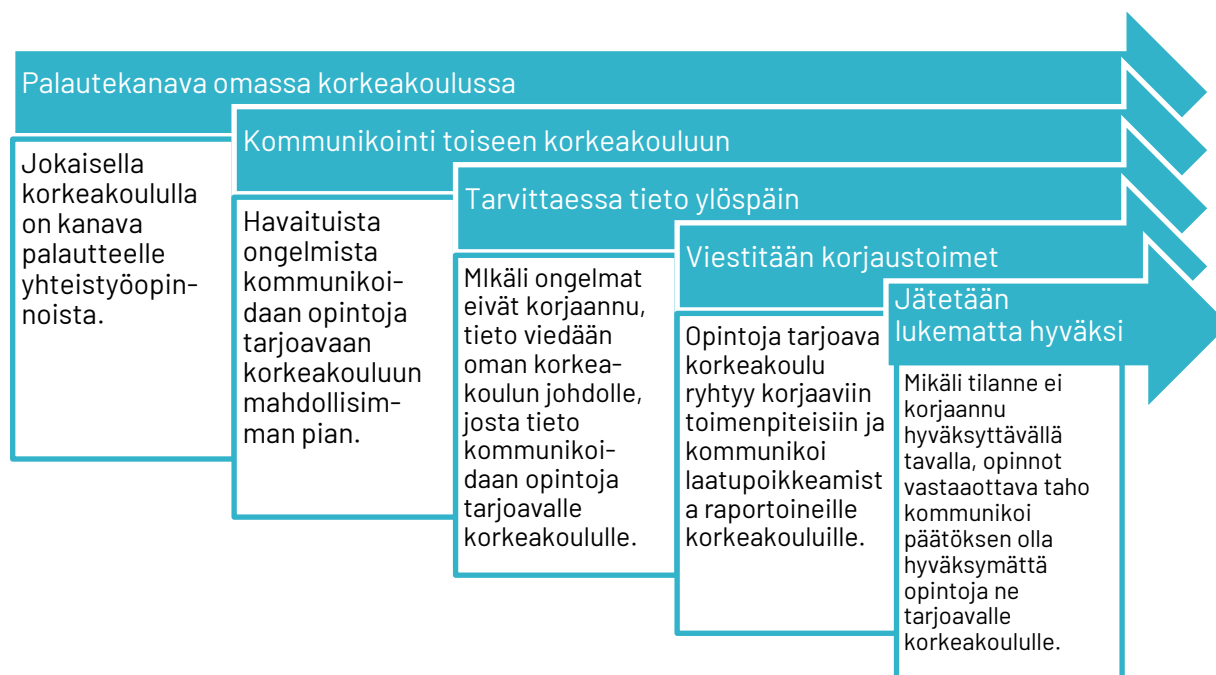 Palautekanava omassa korkeakoulussa
Jokaisella
korkeakoululla
on kanava
palautteelle
yhteistyöopin-
noista.
Kommunikointi toiseen korkeakouluun
Havaituista
ongelmista
kommunikoi-
daan opintoja
tarjoavaan
korkeakouluun
mahdollisim-
man pian.
Tarvittaessa tieto ylöspäin
MIkäli ongelmat
eivät korjaannu,
tieto viedään
oman korkea-
koulun johdolle,
josta tieto
kommunikoi-
daan opintoja
tarjoavalle
korkeakoululle.
Viestitään korjaustoimet
Opintoja tarjoava
korkeakoulu
ryhtyy korjaaviin
toimenpiteisiin ja
kommunikoi
laatupoikkeamist
a raportoineille
korkeakouluille.
Jätetään
lukematta hyväksi
Mikäli tilanne ei
korjaannu
hyväksyttävällä
tavalla, opinnot
vastaaottava taho
kommunikoi
päätöksen olla
hyväksymättä
opintoja ne
tarjoavalle
korkeakoululle.